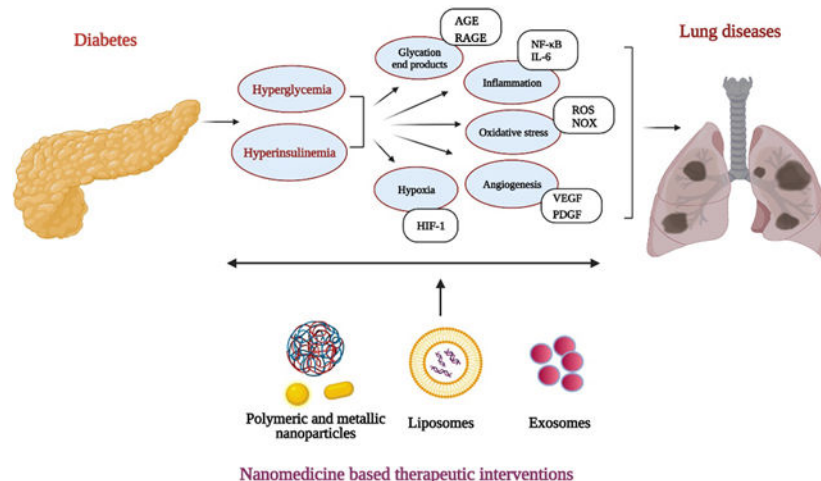 Diabetes
Lung diseases
Hyperglycemia
Hyperinsulinemia
Glycation
end products
AGE
RAGE
Inflammation
NF-κB
IL-6
Oxidative stress
ROS
NOX
Hypoxia
HIF-1
Angiogenesis
VEGF
PDGF
Polymeric and metallic
nanoparticles
Liposomes
Exosomes
Nanomedicine based therapeutic interventions